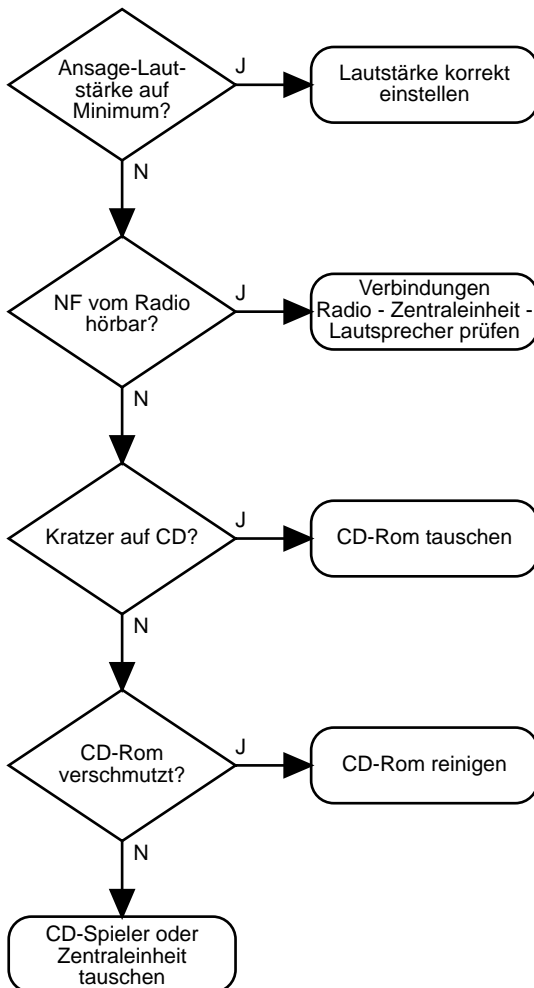 Ansage-Laut-
stärke auf
Minimum?
J
Lautstärke korrekt
einstellen
N
NF vom Radio
hörbar?
J
Verbindungen
Radio - Zentraleinheit -
Lautsprecher prüfen
N
Kratzer auf CD?
J
CD-Rom tauschen
N
CD-Rom
verschmutzt?
J
CD-Rom reinigen
N
CD-Spieler oder
Zentraleinheit
tauschen